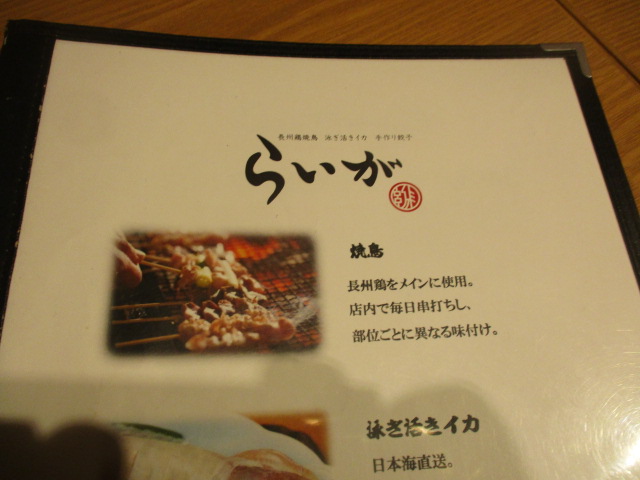 長州鶏焼鳥 泳ぎ活きイカ 手作り餃子
らいが
焼鳥
長州鶏をメインに使用。
店内で毎日串打ちし、
部位ごとに異なる味付け。
泳ぎ活きイカ
日本海直送。